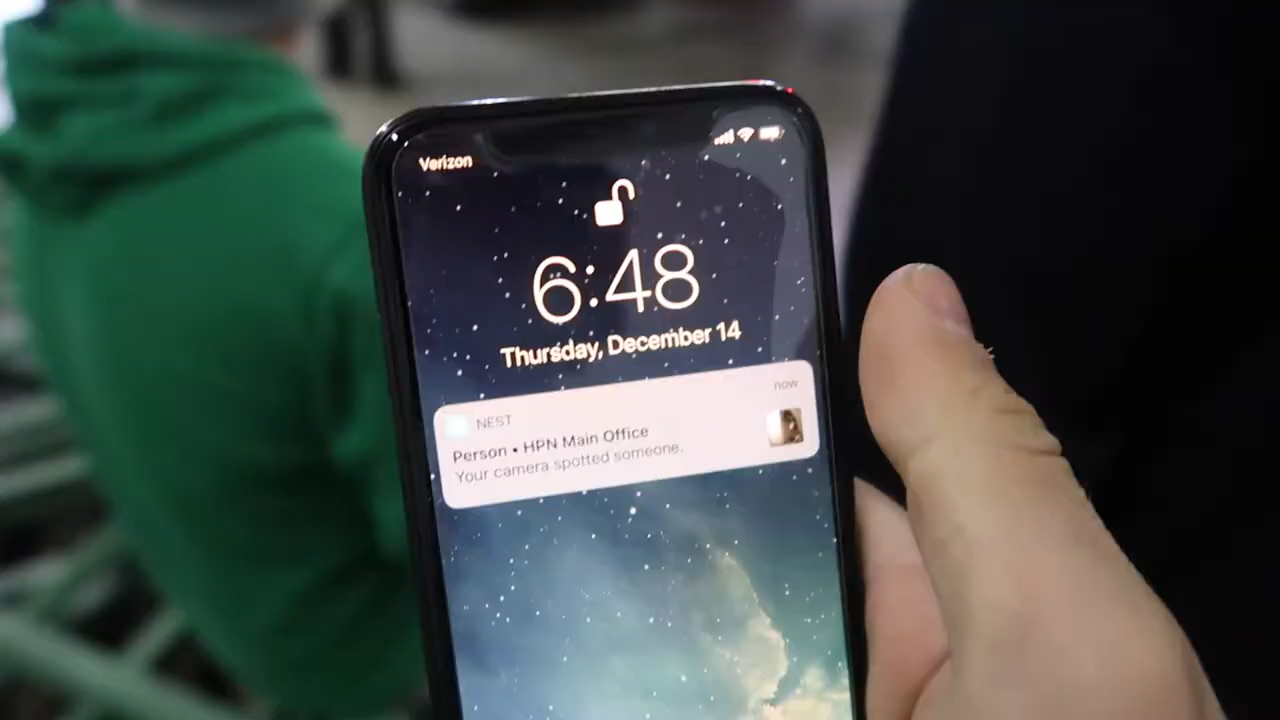 Verizon
6:48
Thursday, December 14
NEST
now
Person • HPN Main Office
Your camera spotted someone.